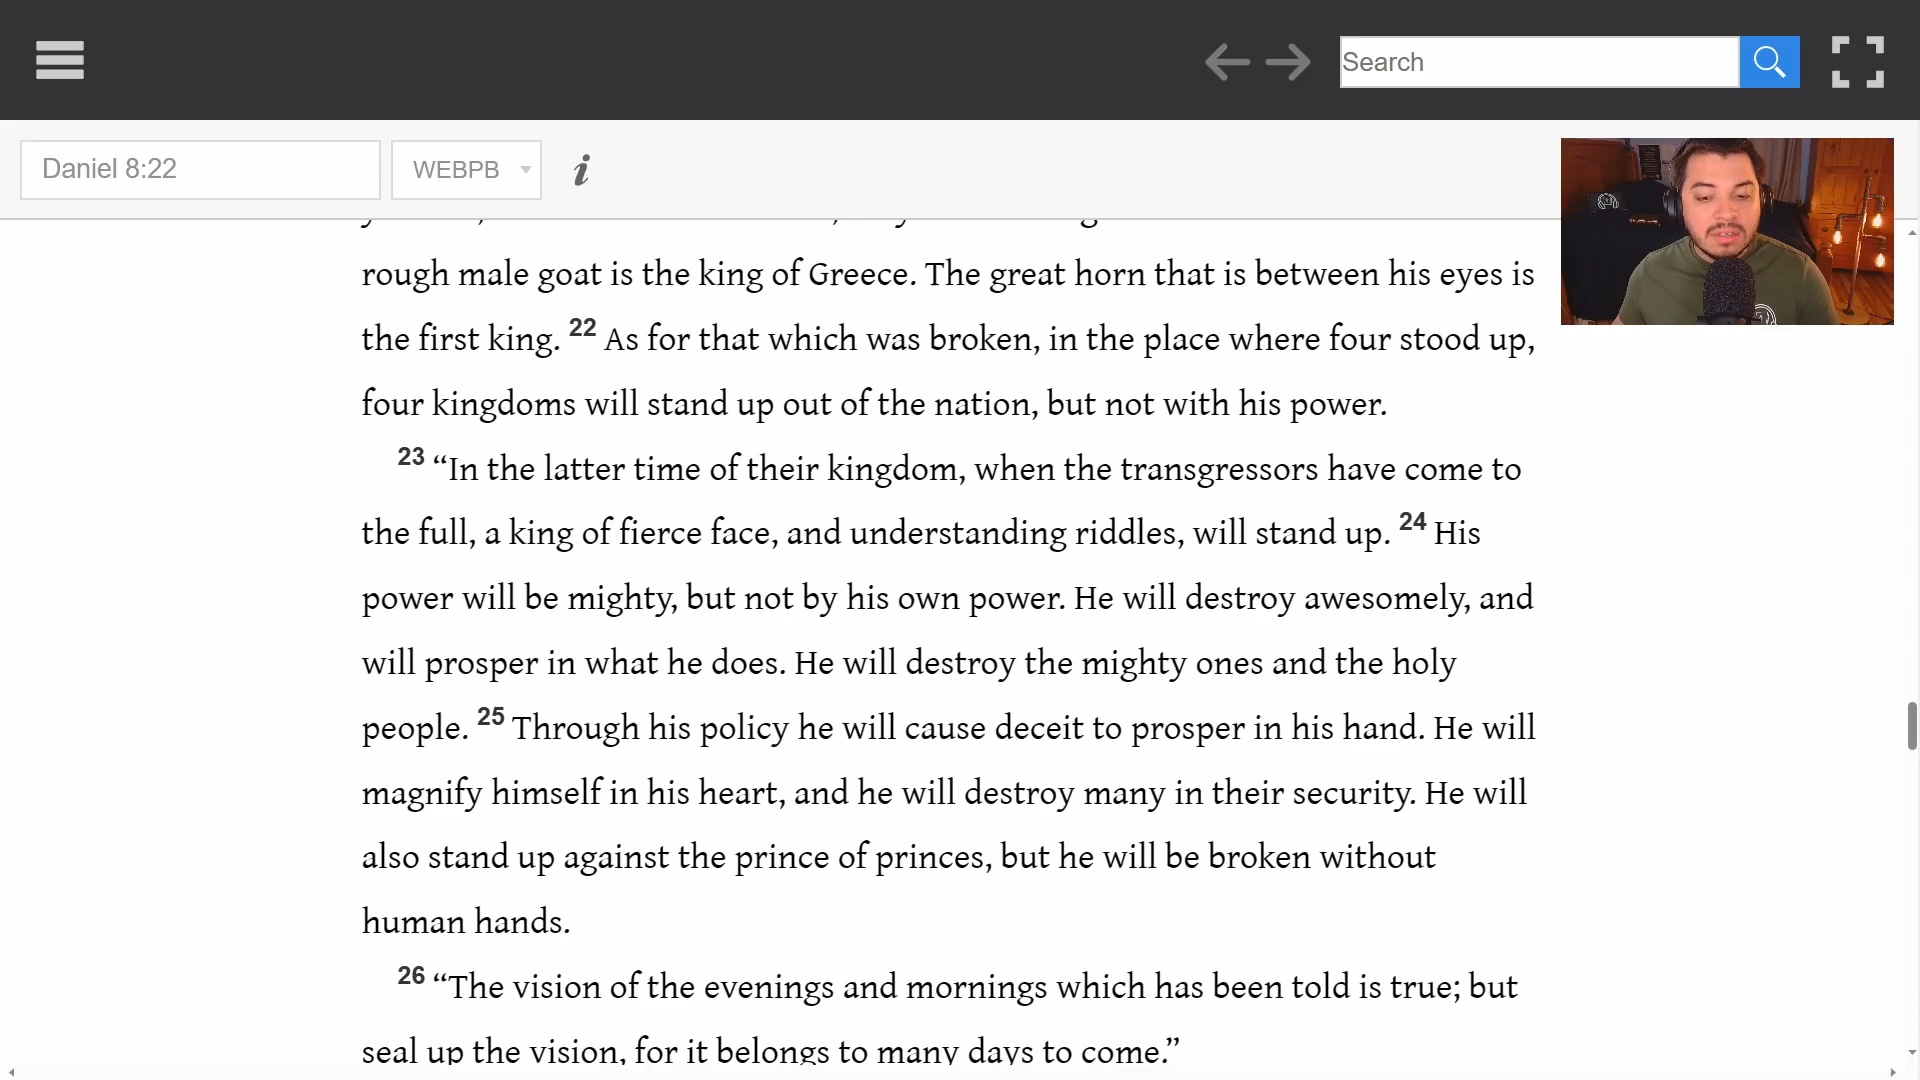 Search
Daniel 8:22
WEBPB
rough male goat is the king of Greece. The great horn that is between his eyes is
the first king. 22 As for that which was broken, in the place where four stood up,
four kingdoms will stand up out of the nation, but not with his power.
23 “In the latter time of their kingdom, when the transgressors have come to
the full, a king of fierce face, and understanding riddles, will stand up. 24 His
power will be mighty, but not by his own power. He will destroy awesomely, and
will prosper in what he does. He will destroy the mighty ones and the holy
people. 25 Through his policy he will cause deceit to prosper in his hand. He will
magnify himself in his heart, and he will destroy many in their security. He will
also stand up against the prince of princes, but he will be broken without
human hands.
26 “The vision of the evenings and mornings which has been told is true; but
seal up the vision, for it belongs to many days to come.”